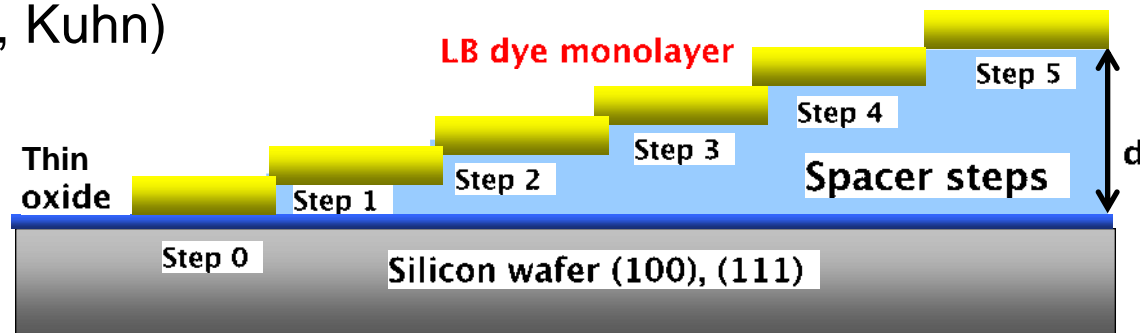 , Kuhn)
LB dye monolayer
Step 5
Step 4
Step 3
Step 2
Step 1
Step 0
Thin
oxide
Spacer steps
d
Silicon wafer (100), (111)